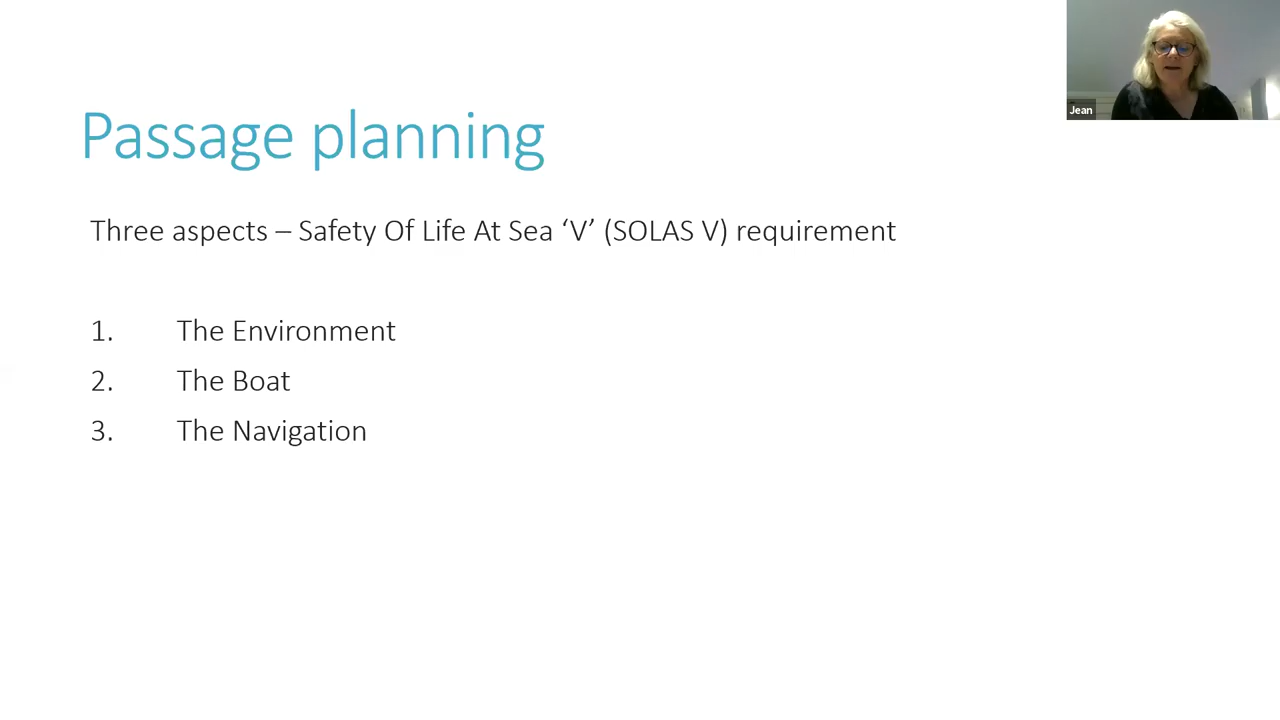 Passage planning
Three aspects – Safety Of Life At Sea ‘V’ (SOLAS V) requirement
1. The Environment
2. The Boat
3. The Navigation
Jean